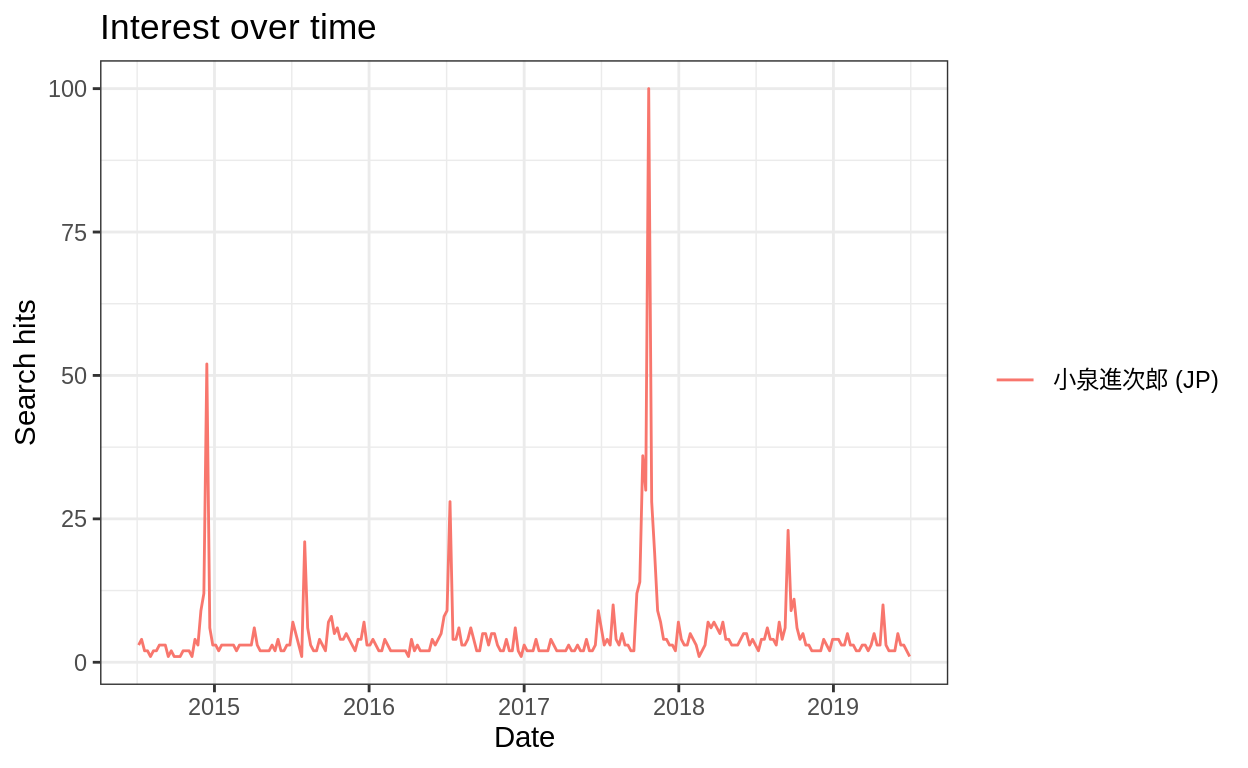 Interest over time
100
75
50
25
0
Search hits
2015
2016
2017
2018
2019
Date
小泉進次郎 (JP)